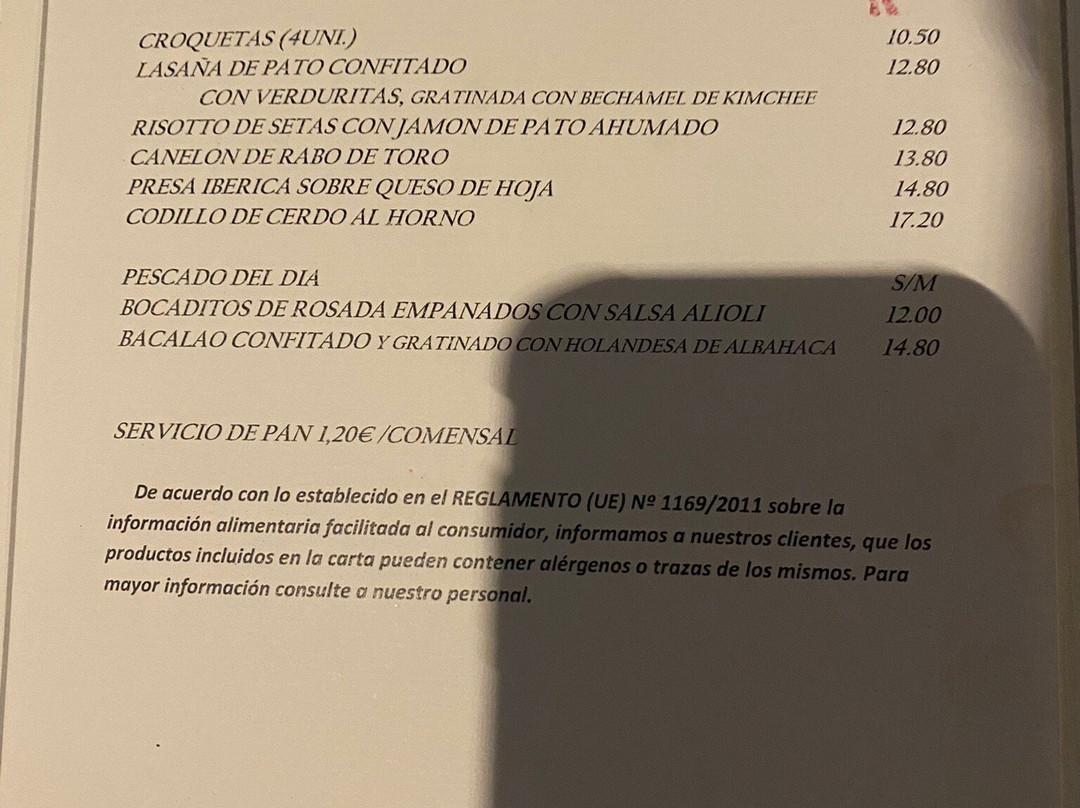 CROQUETAS (4UNI.) 10.50
LASAÑA DE PATO CONFITADO 12.80
CON VERDURITAS, GRATINADA CON BECHAMEL DE KIMCHEE
RISOTTO DE SETAS CON JAMON DE PATO AHUMADO 12.80
CANELON DE RABO DE TORO 13.80
PRESA IBERICA SOBRE QUESO DE HOJA 14.80
CODILLO DE CERDO AL HORNO 17.20
PESCADO DEL DIA S/M
BOCADITOS DE ROSADA EMPANADOS CON SALSA ALIOLI 12.00
BACALAO CONFITADO Y GRATINADO CON HOLANDESA DE ALBAHACA 14.80
SERVICIO DE PAN 1,20€ /COMENSAL
De acuerdo con lo establecido en el REGLAMENTO (UE) Nº 1169/2011 sobre la
información alimentaria facilitada al consumidor, informamos a nuestros clientes, que los
productos incluidos en la carta pueden contener alérgenos o trazas de los mismos. Para
mayor información consulte a nuestro personal.